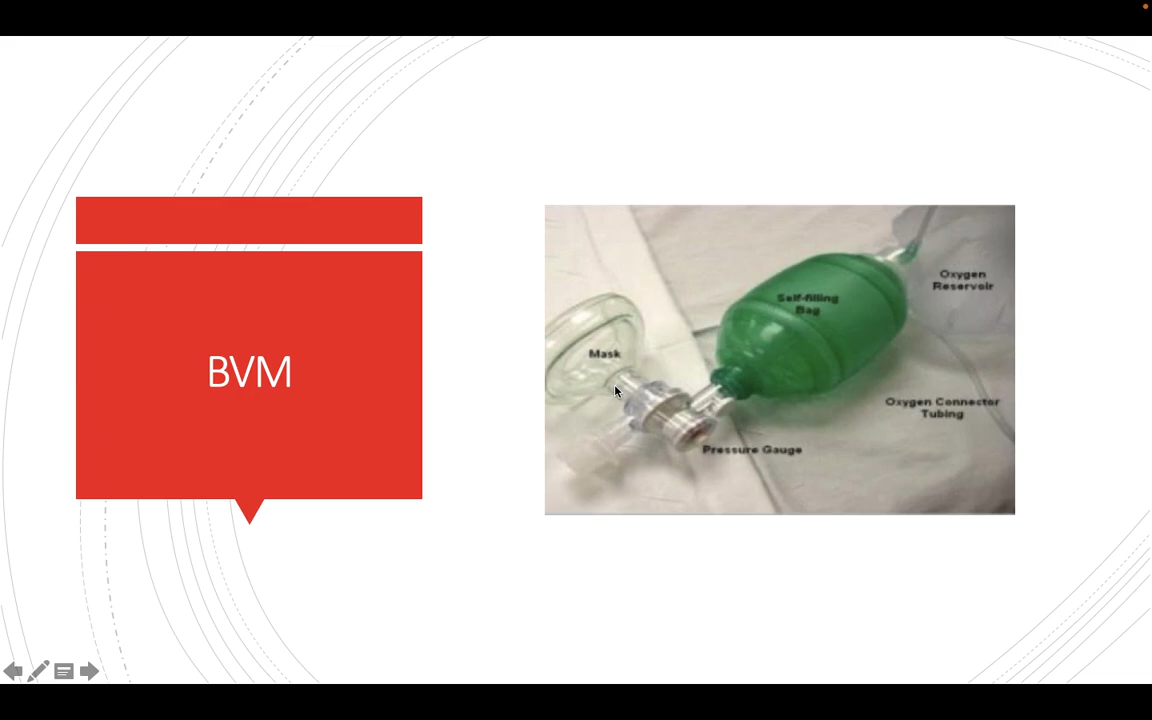 BVM
Mask
Self-filling
Bag
Oxygen
Reservoir
Oxygen Connector
Tubing
Pressure Gauge